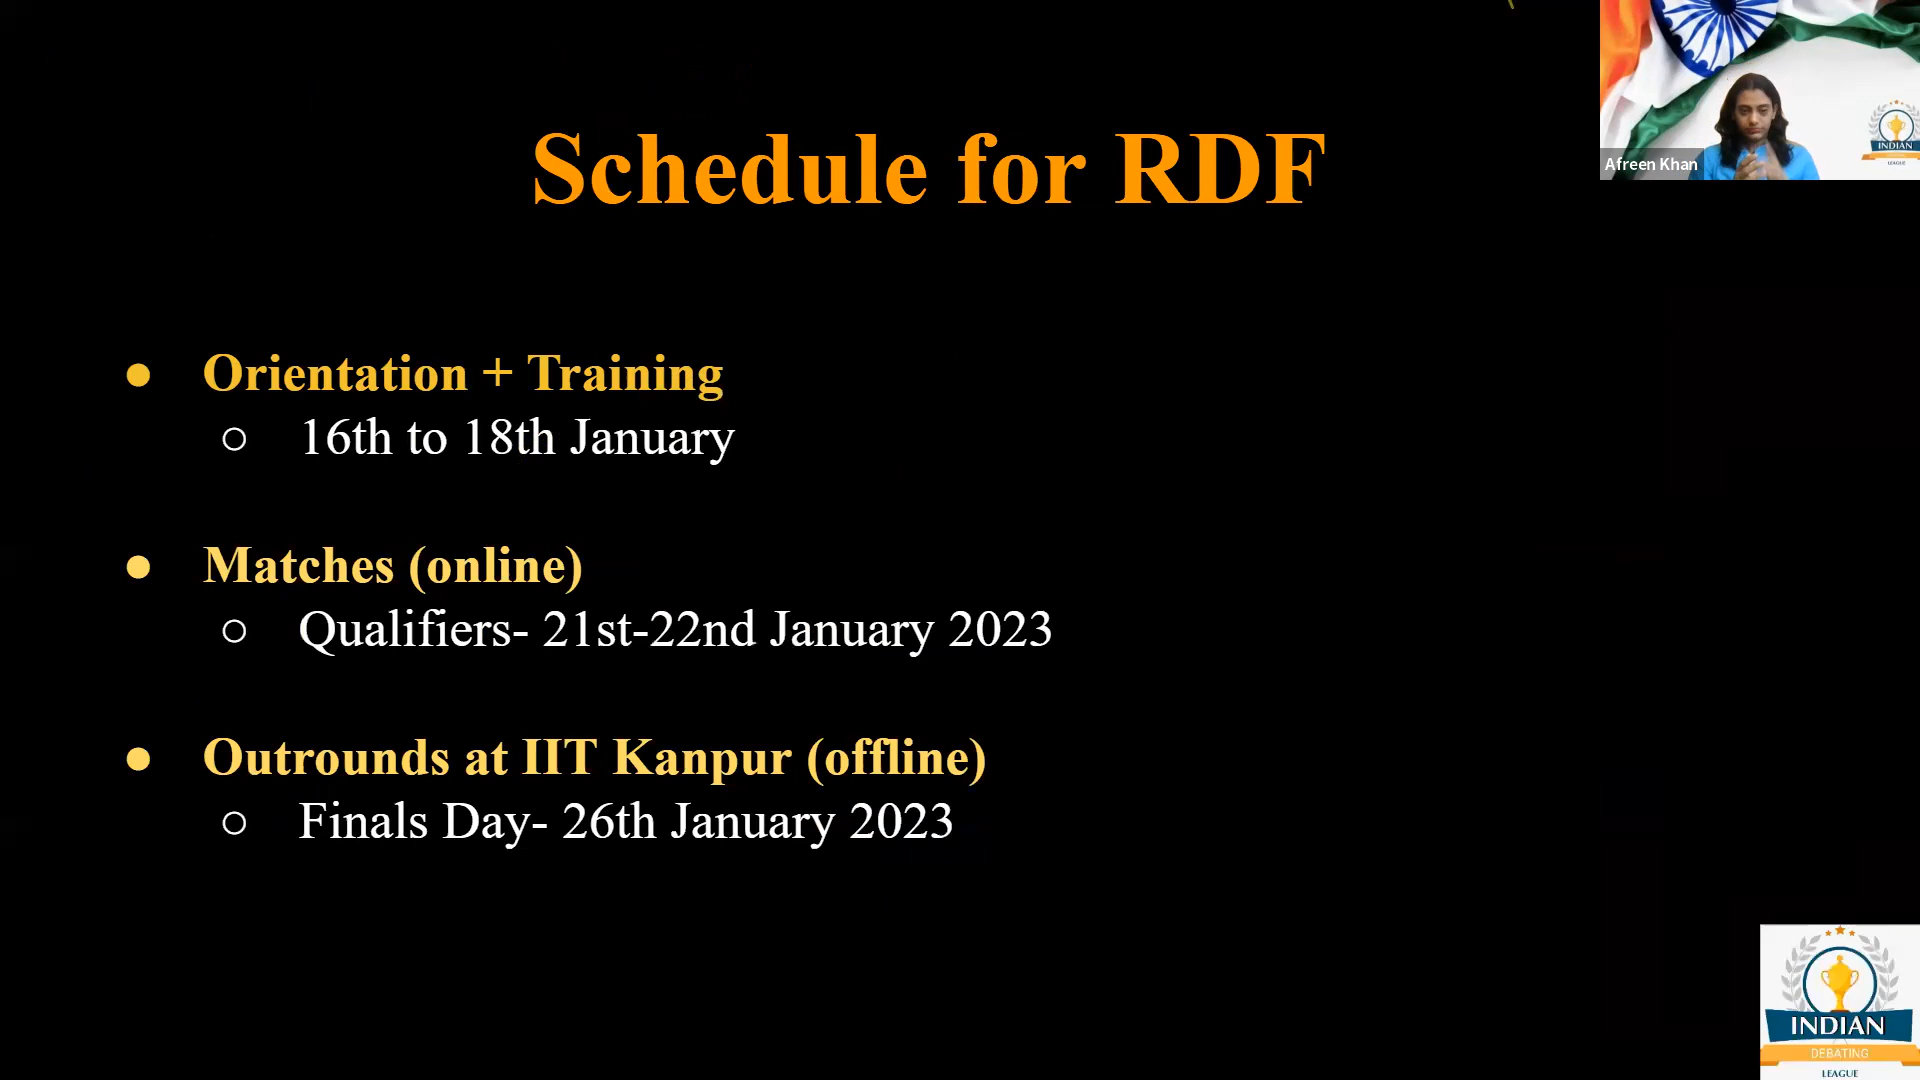 Schedule for RDF
Afreen Khan
INDIAN
LEAGUE
● Orientation + Training
○ 16th to 18th January
● Matches (online)
○ Qualifiers- 21st-22nd January 2023
● Outrounds at IIT Kanpur (offline)
○ Finals Day- 26th January 2023
INDIAN
DEBATING
LEAGUE